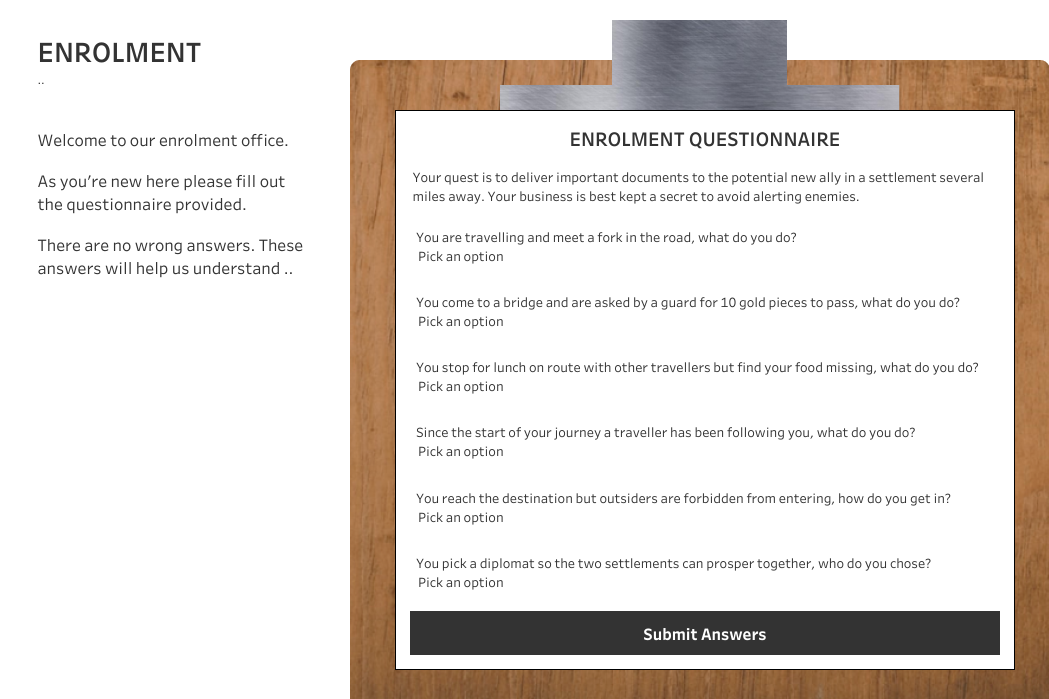 ENROLMENT
..
Welcome to our enrolment office.
As you’re new here please fill out
the questionnaire provided.
There are no wrong answers. These
answers will help us understand ..
ENROLMENT QUESTIONNAIRE
Your quest is to deliver important documents to the potential new ally in a settlement several
miles away. Your business is best kept a secret to avoid alerting enemies.
You are travelling and meet a fork in the road, what do you do?
Pick an option
You come to a bridge and are asked by a guard for 10 gold pieces to pass, what do you do?
Pick an option
You stop for lunch on route with other travellers but find your food missing, what do you do?
Pick an option
Since the start of your journey a traveller has been following you, what do you do?
Pick an option
You reach the destination but outsiders are forbidden from entering, how do you get in?
Pick an option
You pick a diplomat so the two settlements can prosper together, who do you chose?
Pick an option
Submit Answers